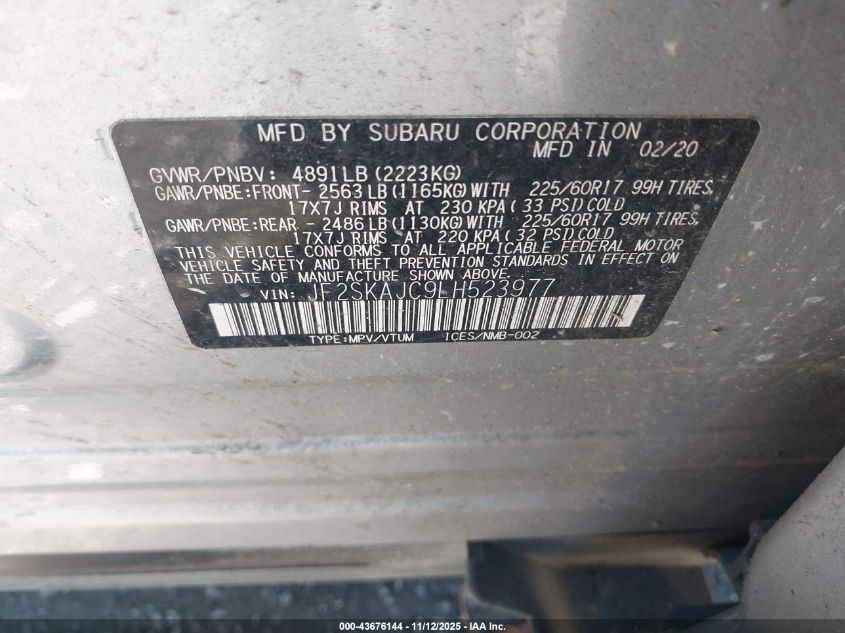 MFD BY SUBARU CORPORATION
MFD IN 02/20
GVWR/PNBV: 4891LB(2223KG)
GAWR/PNBE:FRONT- 2563LB(1165KG)WITH 225/60R17 99H TIRES,
17X7J RIMS AT 230 KPA( 33 PSI)COLD
GAWR/PNBE:REAR - 2486LB(1130KG)WITH 225/60R17 99H TIRES,
17X7J RIMS AT 220 KPA( 32 PSI)COLD
THIS VEHICLE CONFORMS TO ALL APPLICABLE FEDERAL MOTOR
VEHICLE SAFETY AND THEFT PREVENTION STANDARDS IN EFFECT ON
THE DATE OF MANUFACTURE SHOWN ABOVE.
VIN: JF2SKAJC9LH523977
TYPE:MPV/VTUM ICES/NMB-002
000-43676144 - 11/12/2025 - IAA Inc.